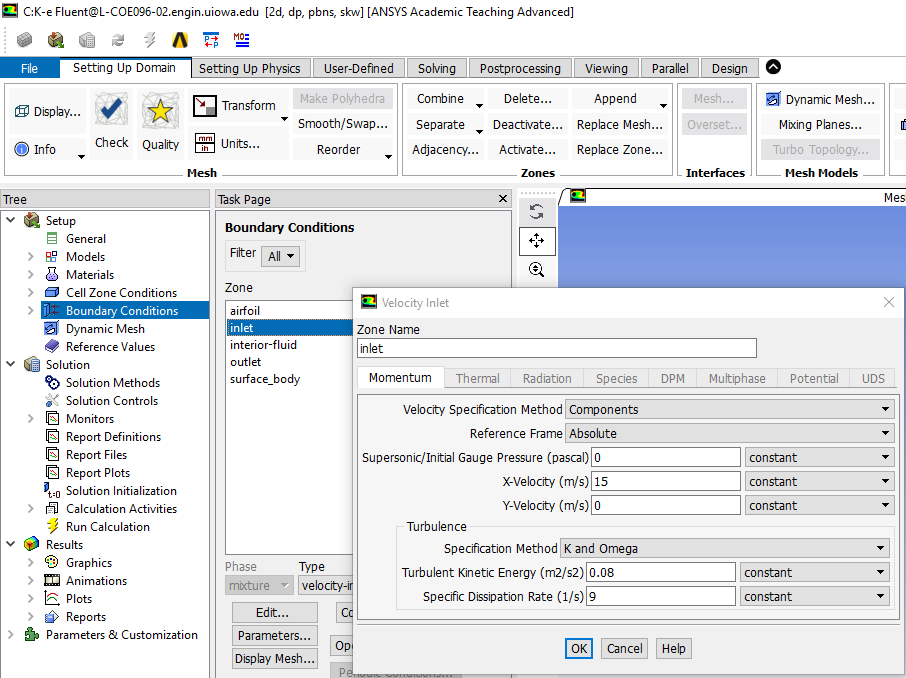 C:K-e Fluent@L-COE096-02.engin.uiowa.edu [2d, dp, pbns, skw] [ANSYS Academic Teaching Advanced]
File Setting Up Domain Setting Up Physics User-Defined Solving Postprocessing Viewing Parallel Design
Display... Check Quality Transform Make Polyhedra
Smooth/Swap...
Info Units... Reorder
Mesh
Combine Delete... Append
Separate Deactivate... Replace Mesh...
Adjacency... Activate... Replace Zone...
Zones
Mesh...
Overset...
Interfaces
Dynamic Mesh...
Mixing Planes...
Turbo Topology...
Mesh Models
Tree
Setup
General
Models
Materials
Cell Zone Conditions
Boundary Conditions
Dynamic Mesh
Reference Values
Solution
Solution Methods
Solution Controls
Monitors
Report Definitions
Report Files
Report Plots
Solution Initialization
Calculation Activities
Run Calculation
Results
Graphics
Animations
Plots
Reports
Parameters & Customization
Task Page
Boundary Conditions
Filter All
Zone
airfoil
inlet
interior-fluid
outlet
surface_body
Phase Type
mixture velocity-in
Edit... Co
Parameters... Ope
Display Mesh... Periodic Conditions...
Mes
Velocity Inlet
Zone Name
inlet
Momentum Thermal Radiation Species DPM Multiphase Potential UDS
Velocity Specification Method Components
Reference Frame Absolute
Supersonic/Initial Gauge Pressure (pascal) 0 constant
X-Velocity (m/s) 15 constant
Y-Velocity (m/s) 0 constant
Turbulence
Specification Method K and Omega
Turbulent Kinetic Energy (m2/s2) 0.08 constant
Specific Dissipation Rate (1/s) 9 constant
OK Cancel Help